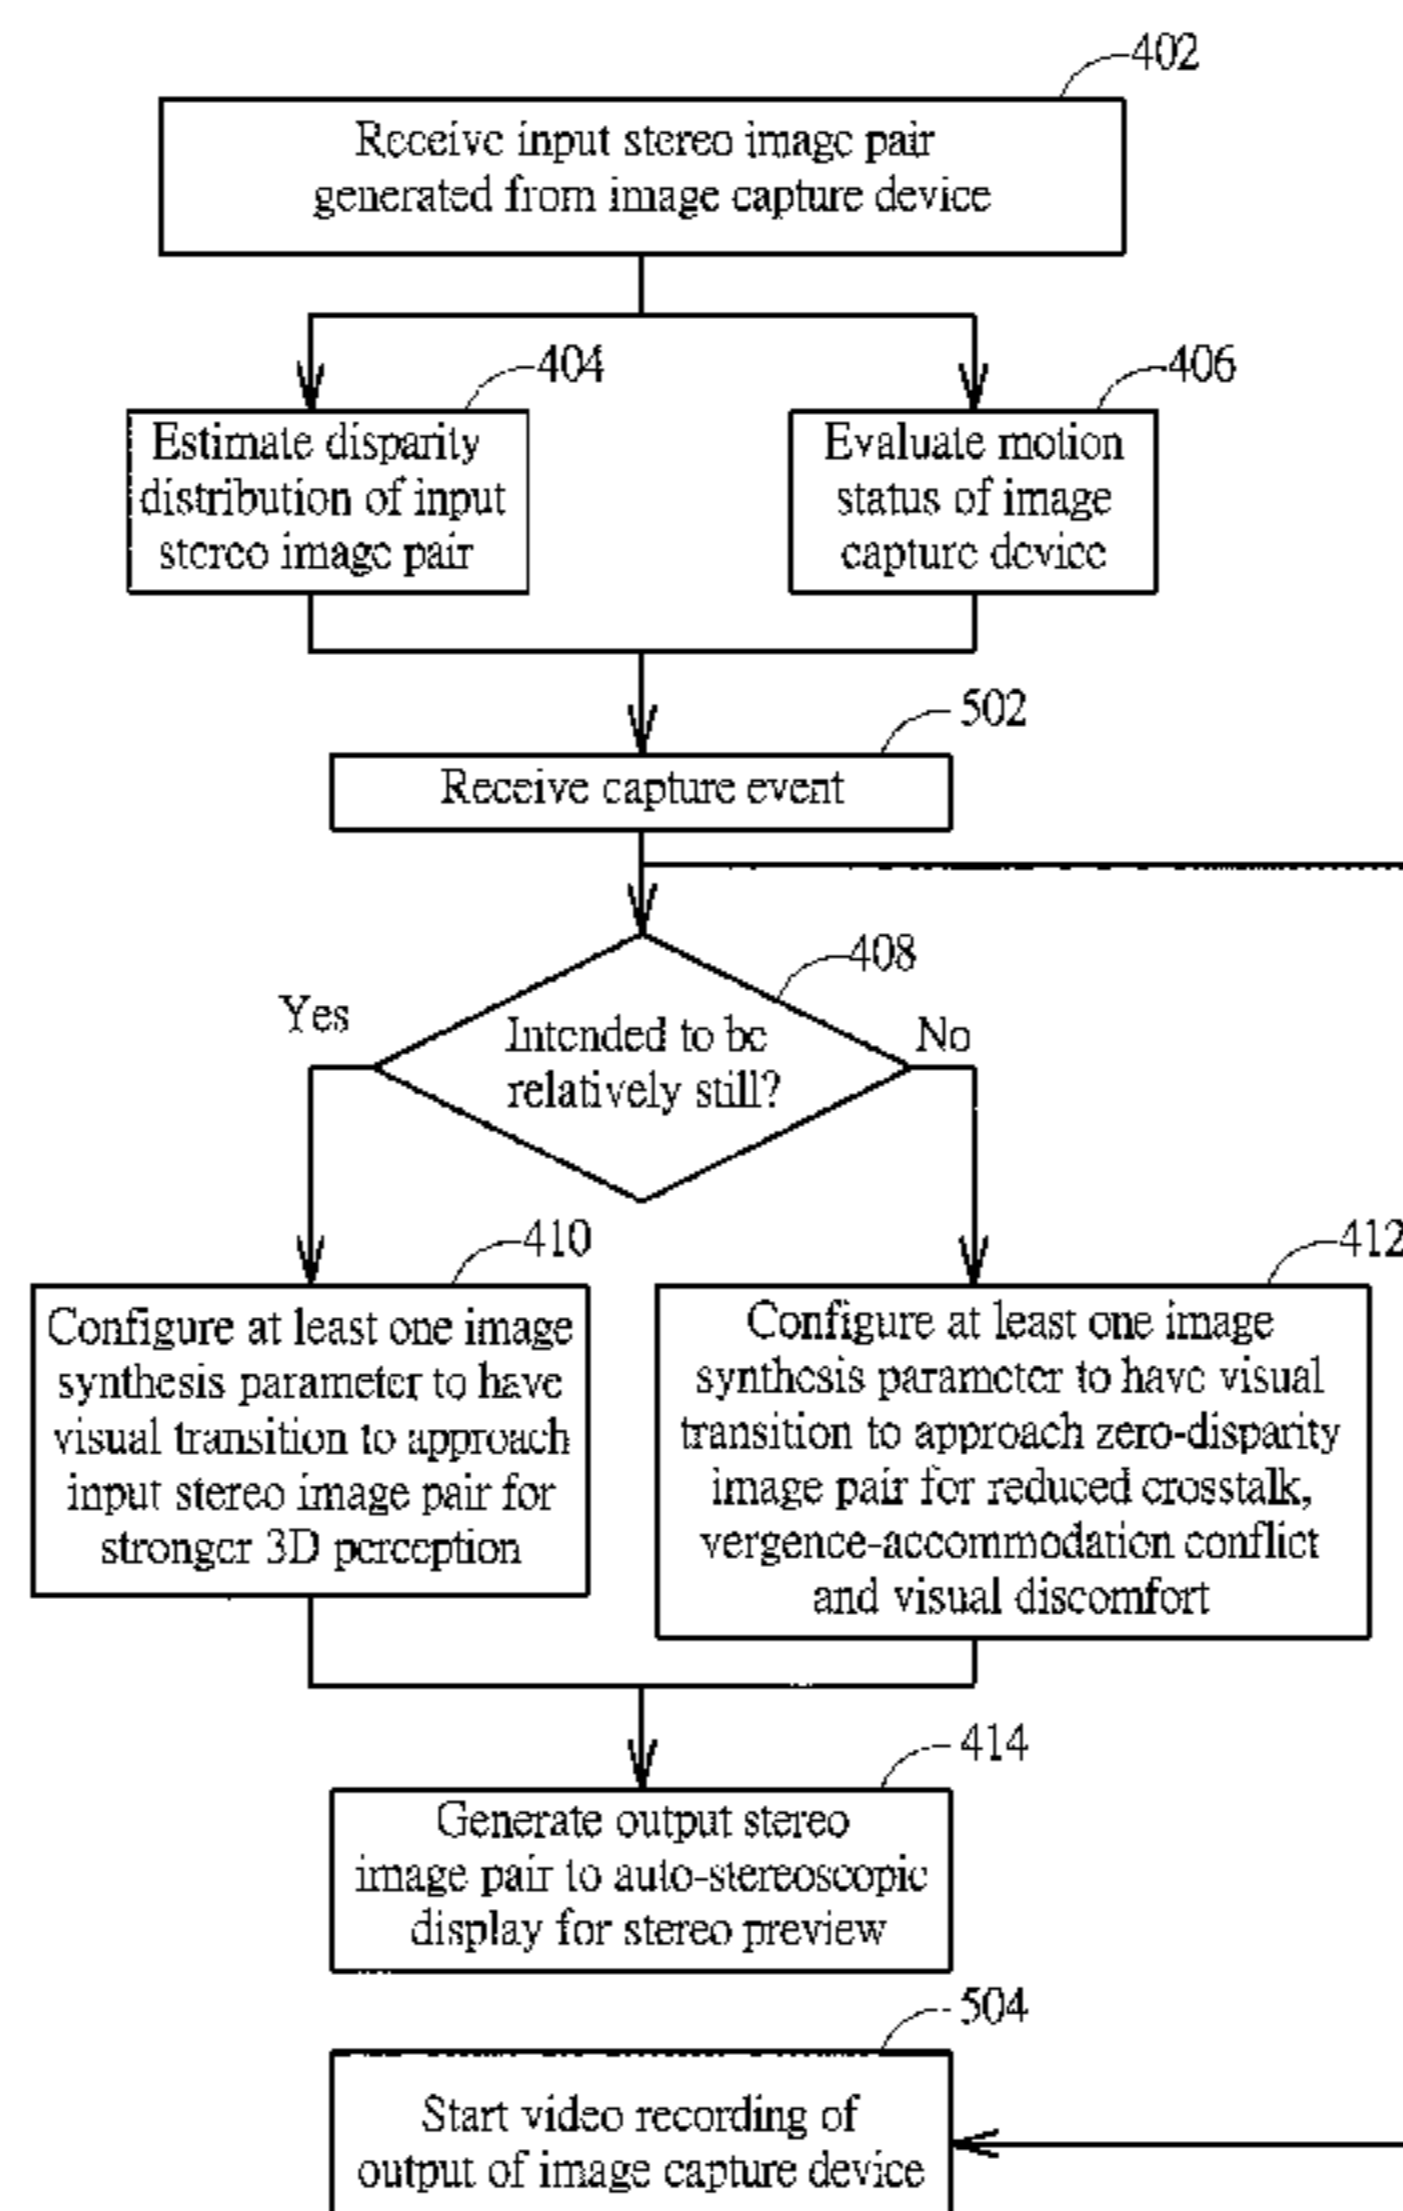 402
Receive input stereo image pair
generated from image capture device
404
406
Estimate disparity
distribution of input
stereo image pair
Evaluate motion
status of image
capture device
502
Receive capture event
408
Yes
Intended to be
relatively still?
No
410
412
Configure at least one image
synthesis parameter to have
visual transition to approach
input stereo image pair for
stronger 3D perception
Configure at least one image
synthesis parameter to have visual
transition to approach zero-disparity
image pair for reduced crosstalk,
vergence-accommodation conflict
and visual discomfort
414
Generate output stereo
image pair to auto-stereoscopic
display for stereo preview
504
Start video recording of
output of image capture device